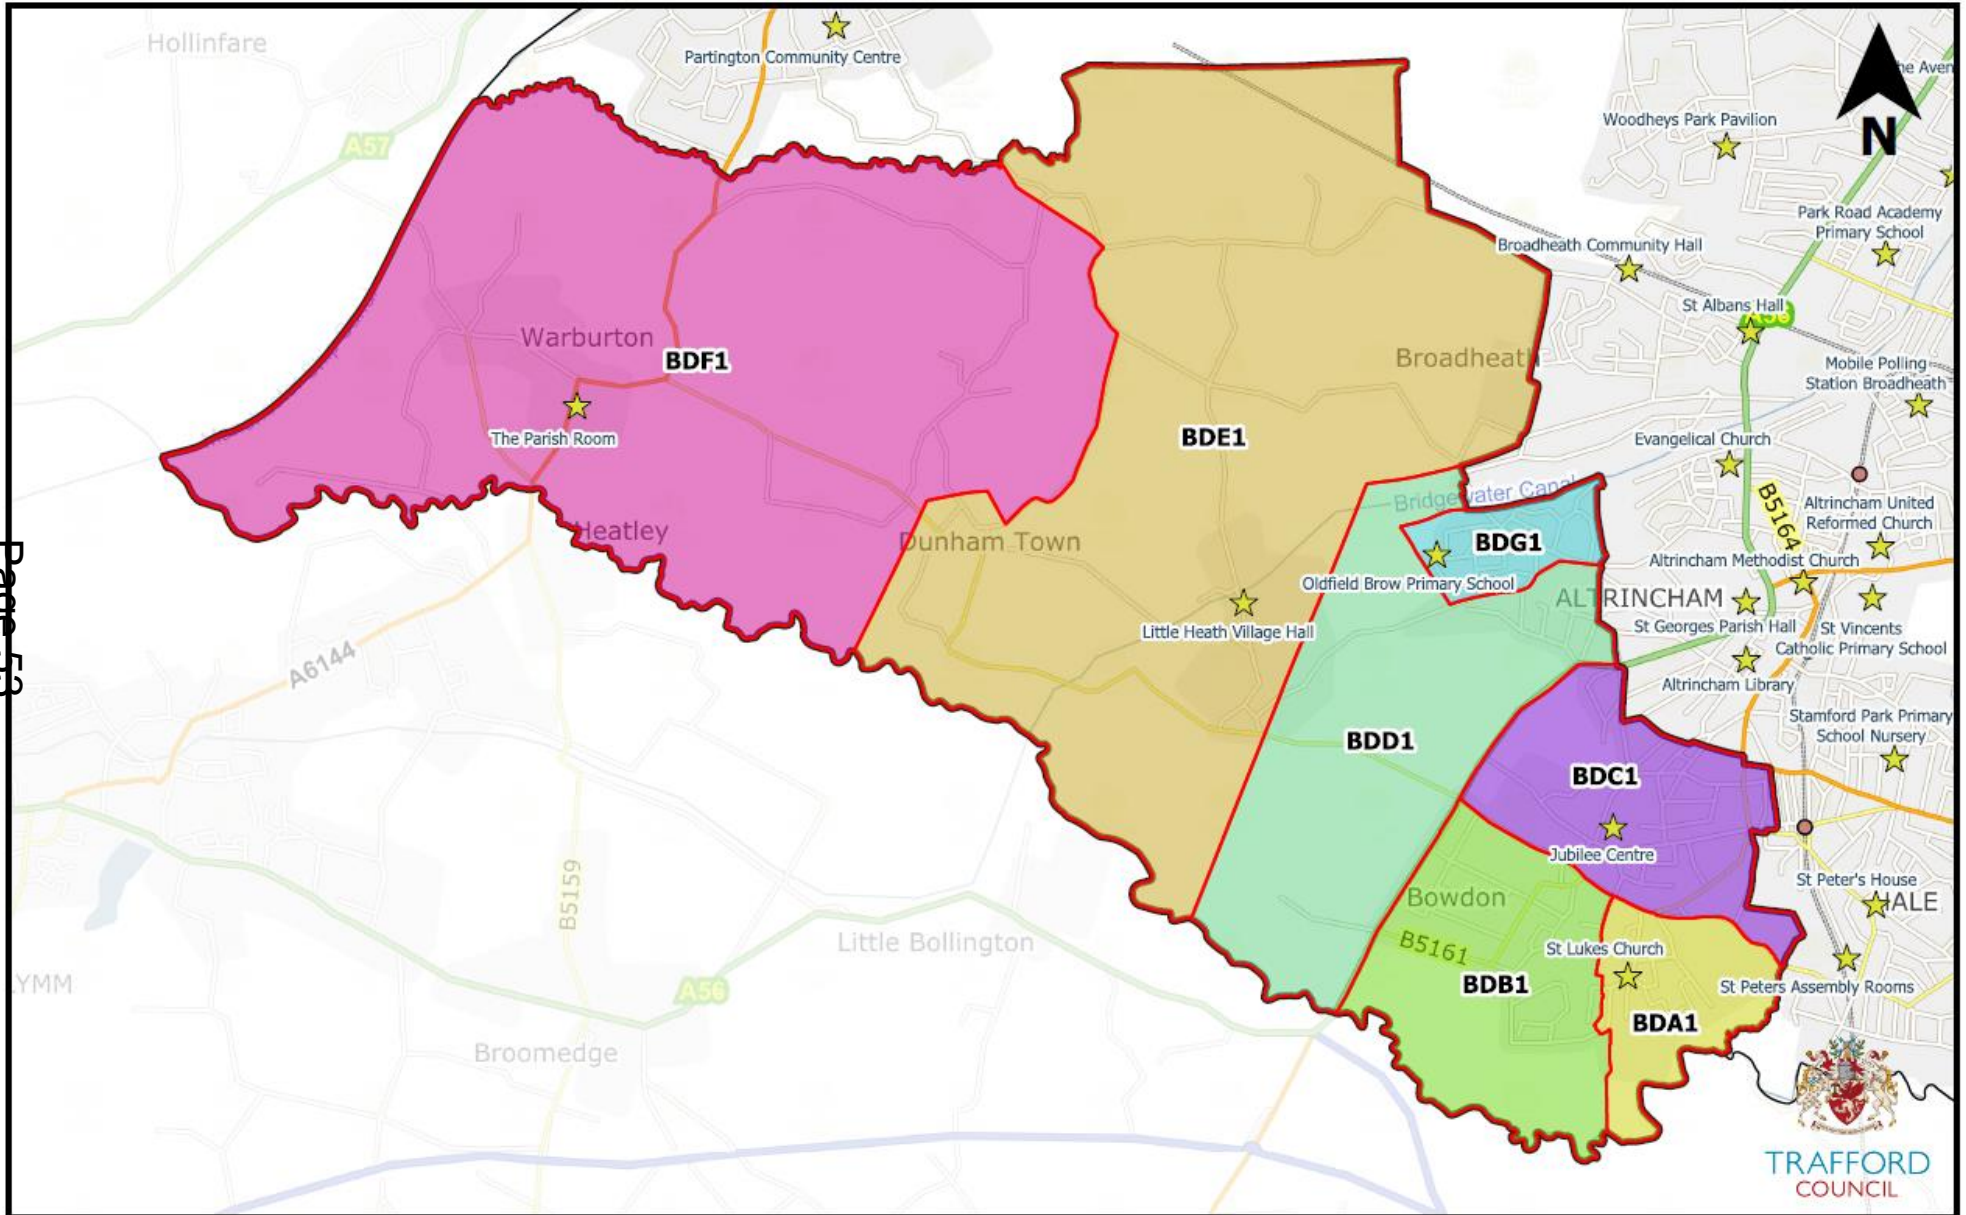 Hollinfare
Partington Community Centre
A57
Woodheys Park Pavilion
N
Park Road Academy
Primary School
Broadheath Community Hall
St Albans Hall
A56
Warburton
BDF1
Broadheath
Mobile Polling
Station Broadheath
The Parish Room
BDE1
Evangelical Church
Bridgewater Canal
B5164
Altrincham United
Reformed Church
Heatley
Dunham Town
BDG1
Altrincham Methodist Church
Oldfield Brow Primary School
ALTRINCHAM
Little Heath Village Hall
St Georges Parish Hall
St Vincents
Catholic Primary School
Page 53
A6144
Altrincham Library
Stamford Park Primary
School Nursery
BDD1
BDC1
Jubilee Centre
B5159
St Peter's House
HALE
Bowdon
Little Bollington
B5161
St Lukes Church
LYMM
A56
BDB1
St Peters Assembly Rooms
BDA1
Broomedge
TRAFFORD
COUNCIL